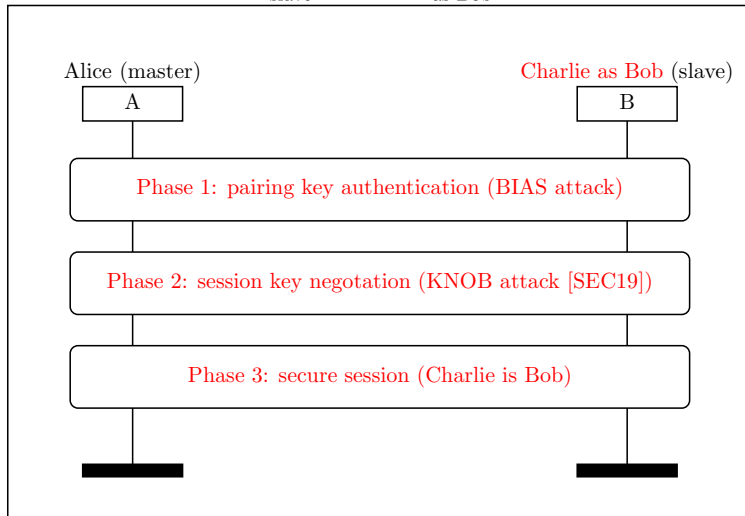 Alice (master)
Charlie as Bob (slave)
A
B
Phase 1: pairing key authentication (BIAS attack)
Phase 2: session key negotation (KNOB attack [SEC19])
Phase 3: secure session (Charlie is Bob)